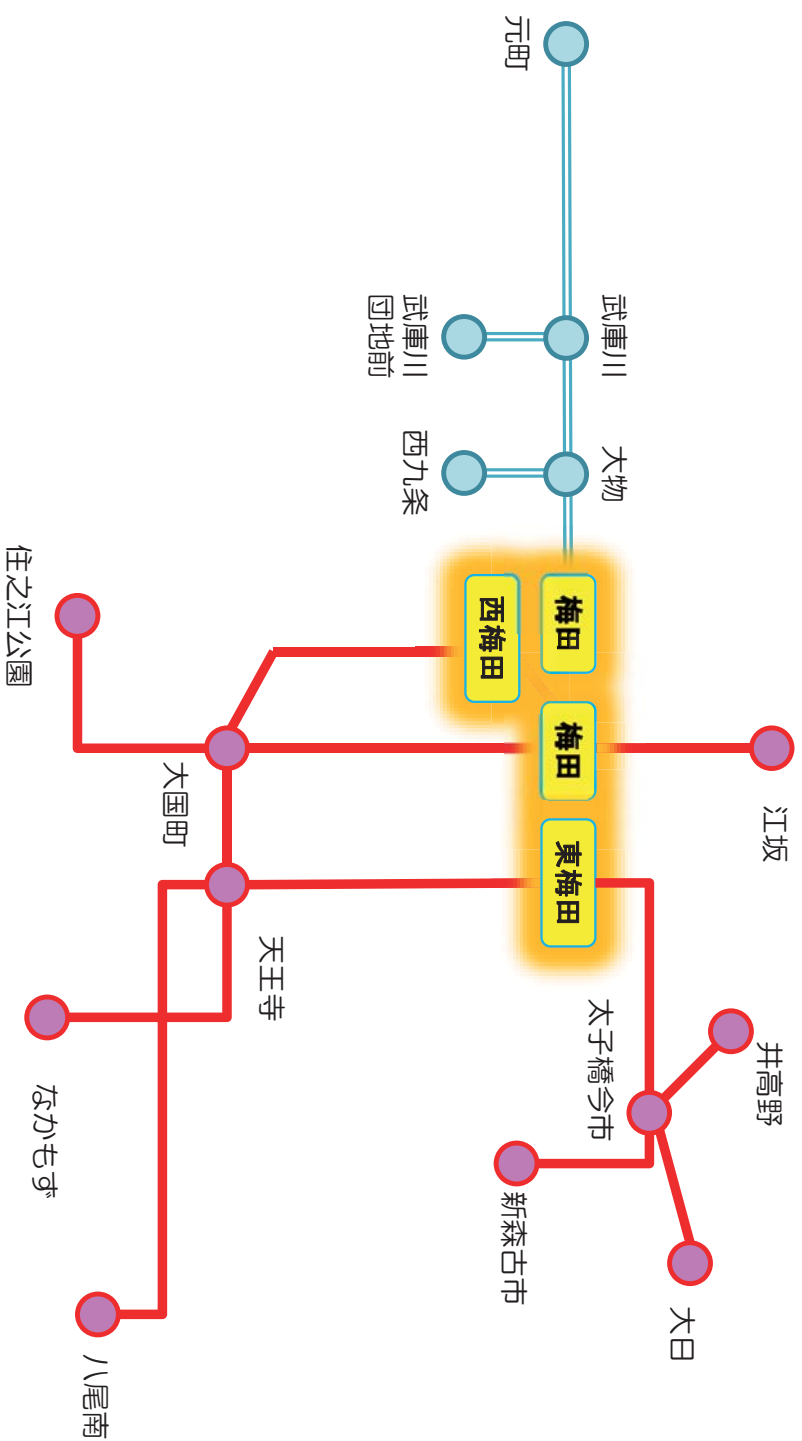 元町
武庫川
武庫川
団地前
大物
西九条
梅田
西梅田
梅田
東梅田
江坂
住之江公園
大国町
天王寺
なかもず
太子橋今市
井高野
新森古市
大日
八尾南